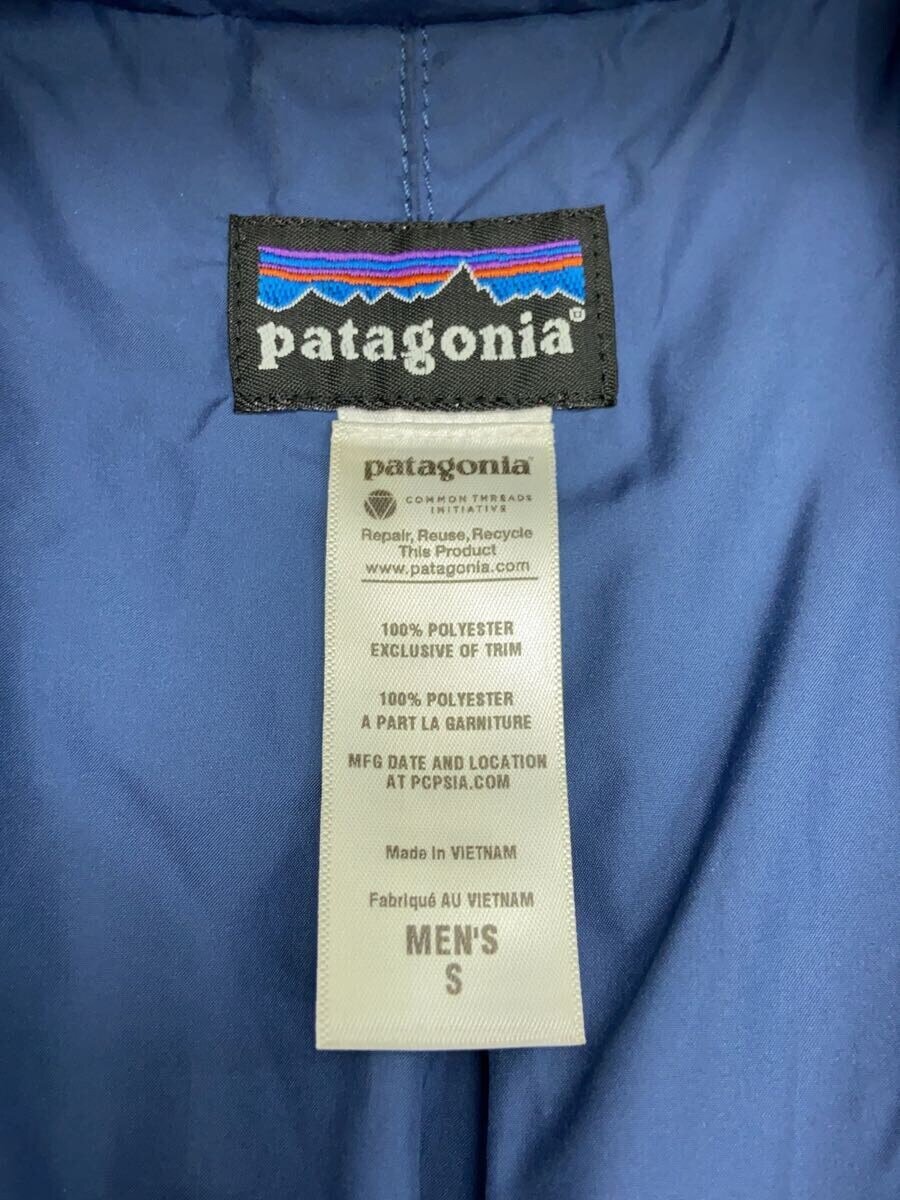 patagonia
patagonia
COMMON THREADS
INITIATIVE
Repair, Reuse, Recycle
This Product
www.patagonia.com
100% POLYESTER
EXCLUSIVE OF TRIM
100% POLYESTER
A PART LA GARNITURE
MFG DATE AND LOCATION
AT PCPSIA.COM
Made in VIETNAM
Fabriqué AU VIETNAM
MEN'S
S